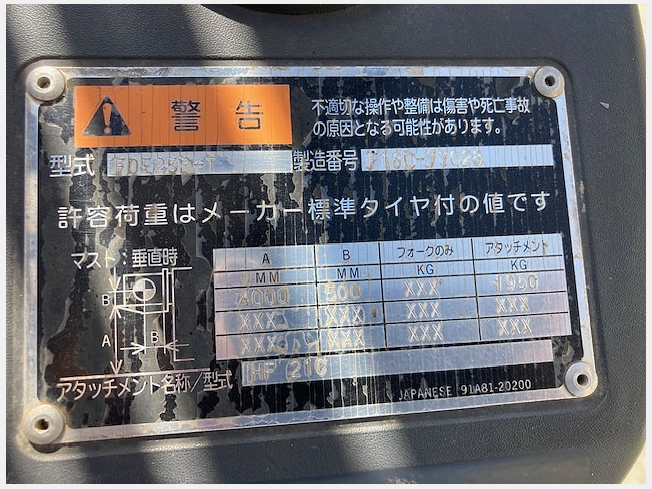 警告
不適切な操作や整備は傷害や死亡事故
の原因となる可能性があります。
型式
製造番号
許容荷重はメーカー標準タイヤ付の値です
マスト:垂直時
A B フォークのみ アタッチメント
MM MM KG KG
4000 500 XXX 1950
XXX XXX XXX XXX
XXX XXX XXX XXX
B
A B
アタッチメント名称/型式
JAPANESE 91A81-20200